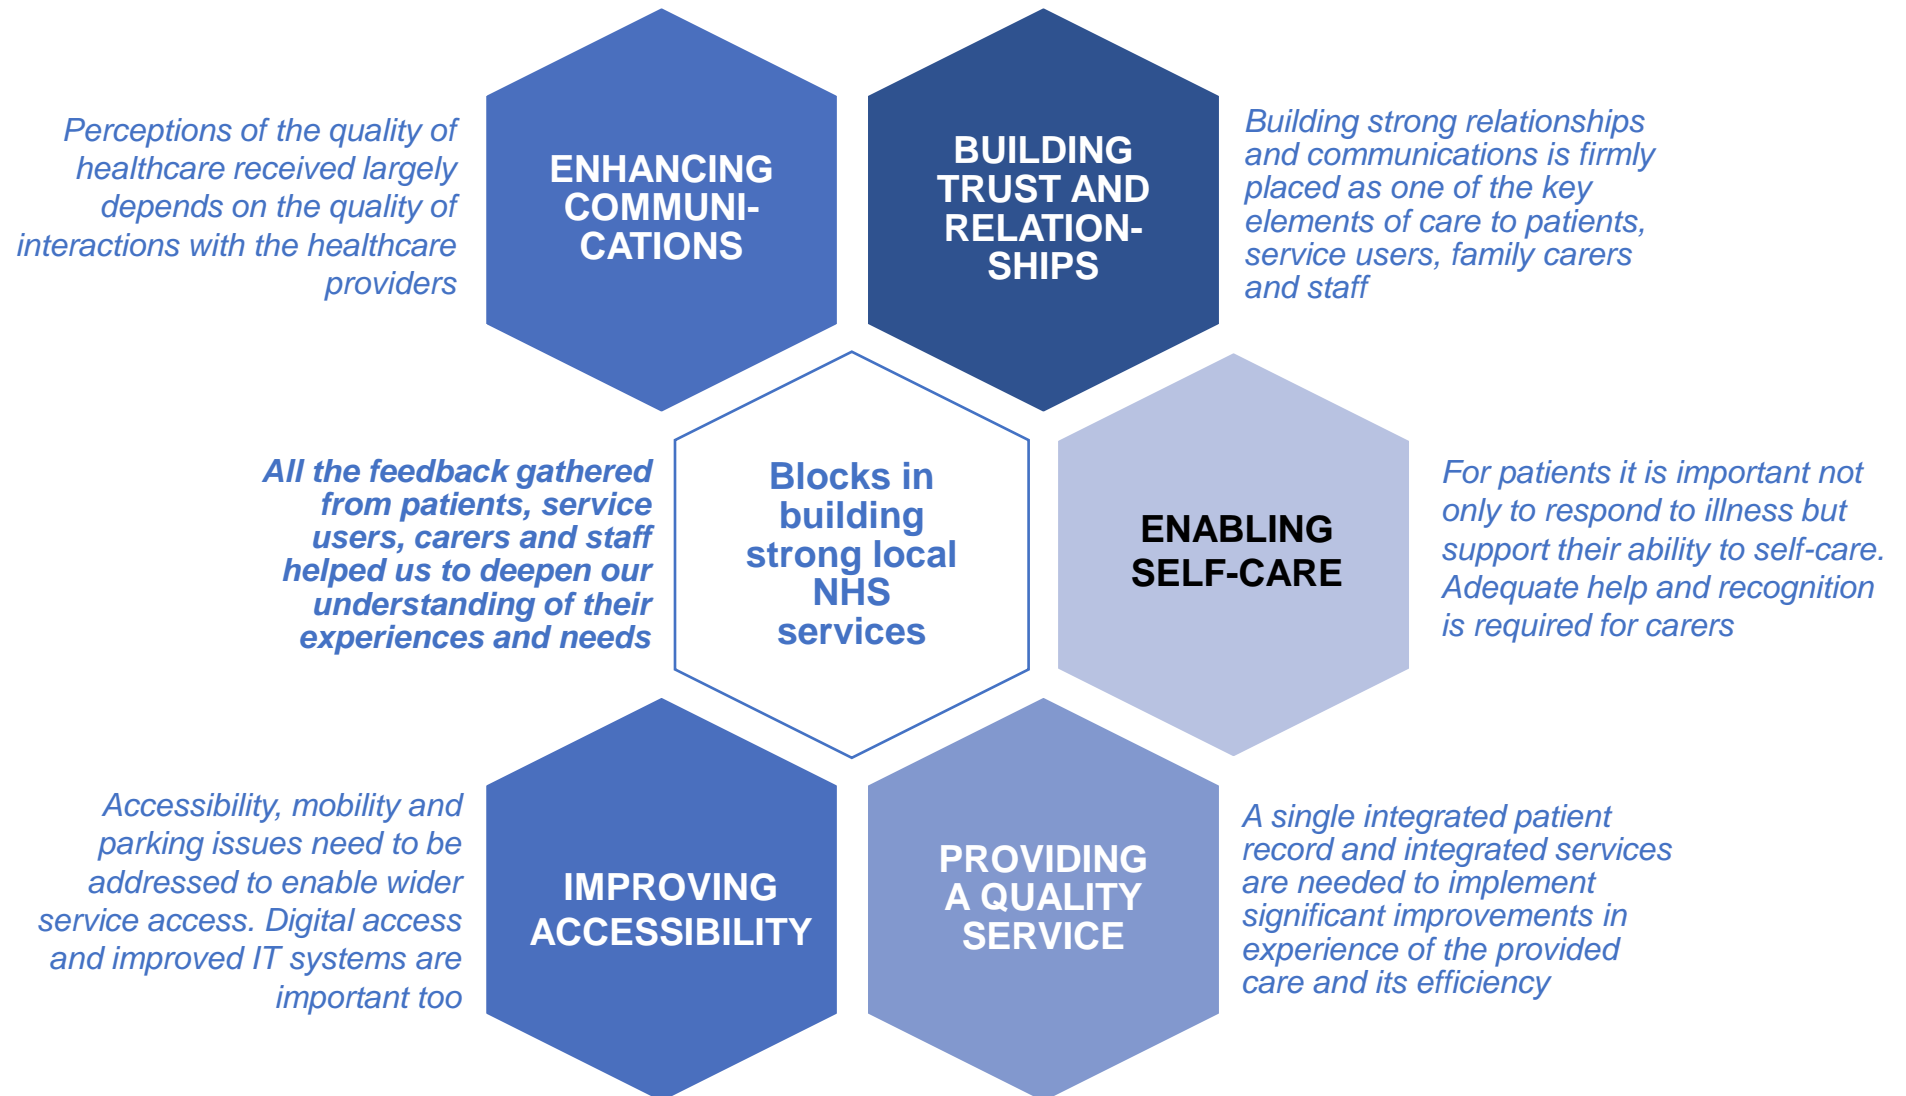 Perceptions of the quality of
healthcare received largely
depends on the quality of
interactions with the healthcare
providers
ENHANCING
COMMUNI-
CATIONS
BUILDING
TRUST AND
RELATION-
SHIPS
Building strong relationships
and communications is firmly
placed as one of the key
elements of care to patients,
service users, family carers
and staff
All the feedback gathered
from patients, service
users, carers and staff
helped us to deepen our
understanding of their
experiences and needs
Blocks in
building
strong local
NHS
services
ENABLING
SELF-CARE
For patients it is important not
only to respond to illness but
support their ability to self-care.
Adequate help and recognition
is required for carers
Accessibility, mobility and
parking issues need to be
addressed to enable wider
service access. Digital access
and improved IT systems are
important too
IMPROVING
ACCESSIBILITY
PROVIDING
A QUALITY
SERVICE
A single integrated patient
record and integrated services
are needed to implement
significant improvements in
experience of the provided
care and its efficiency